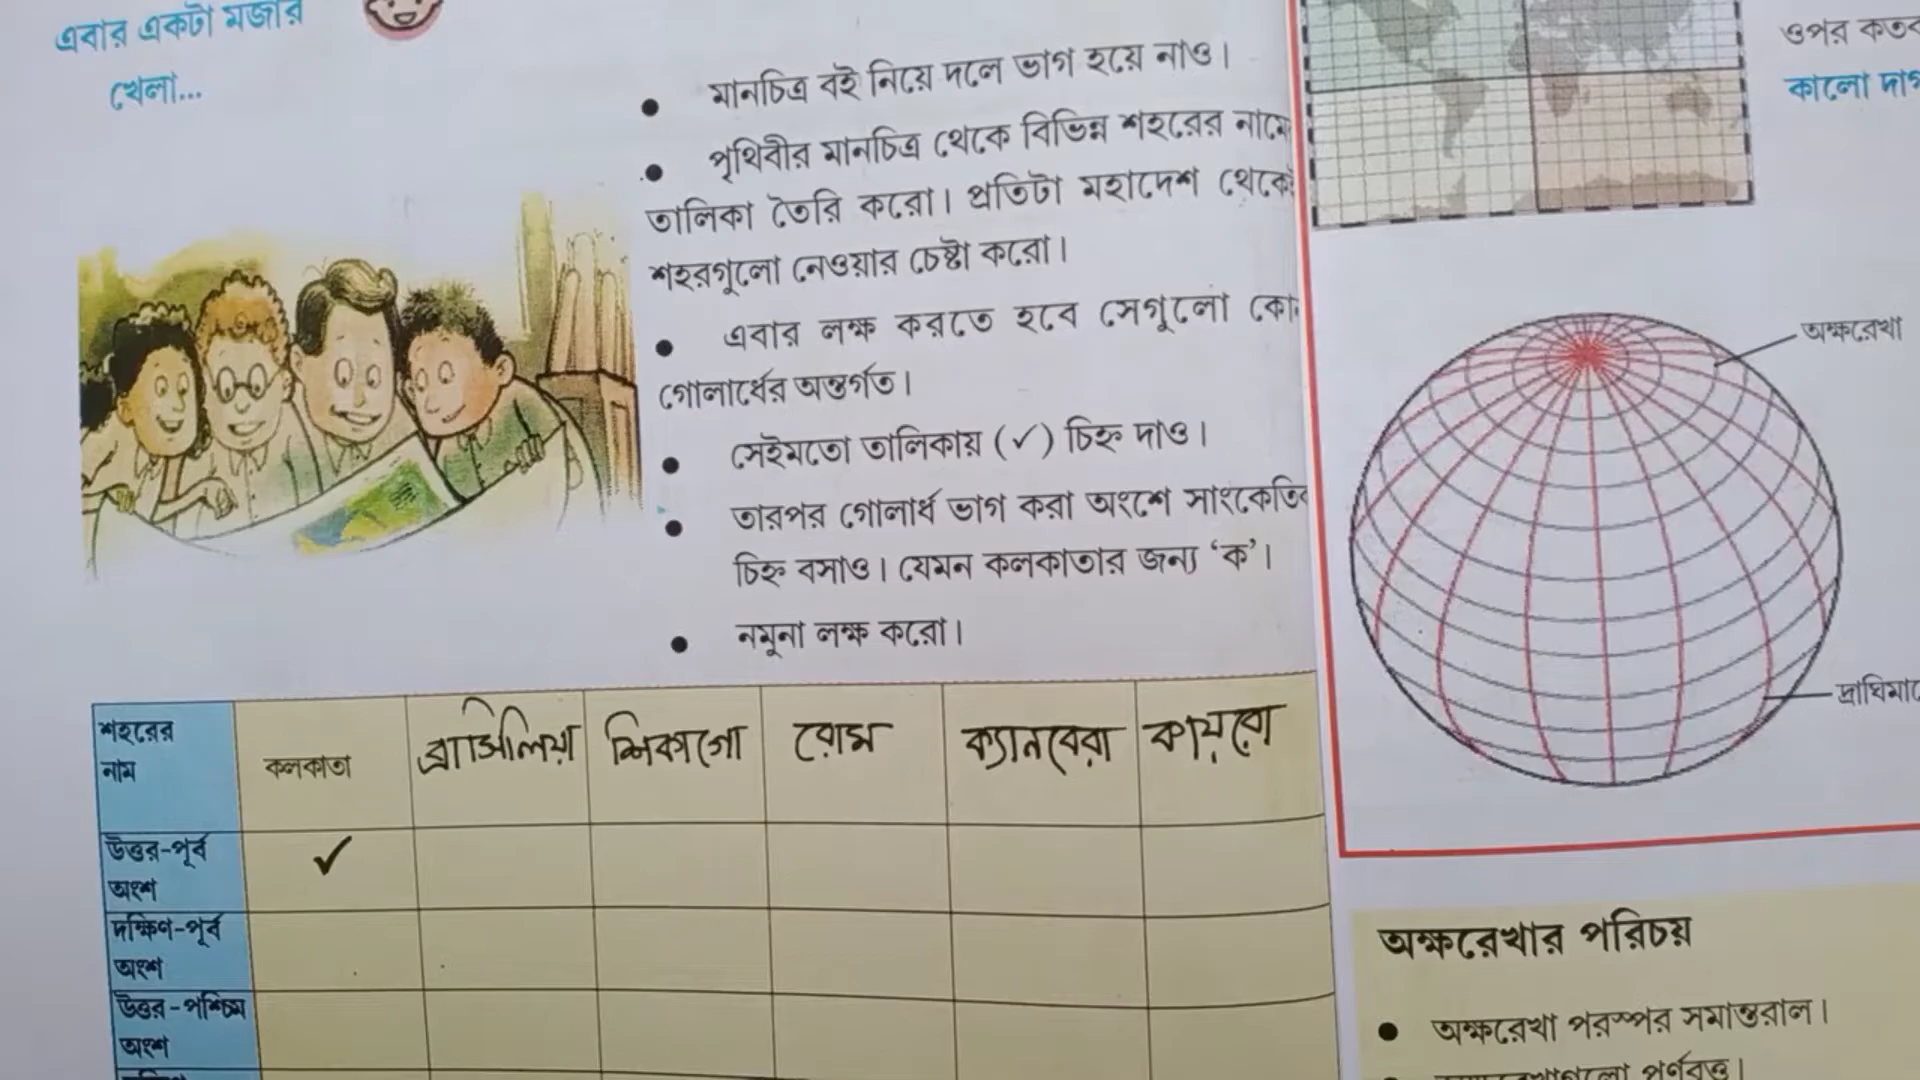 এবার একটা মজার
খেলা...
মানচিত্র বই নিয়ে দলে ভাগ হয়ে নাও।
পৃথিবীর মানচিত্র থেকে বিভিন্ন শহরের নামে
তালিকা তৈরি করো। প্রতিটা মহাদেশ থেকে
শহরগুলো নেওয়ার চেষ্টা করো।
এবার লক্ষ করতে হবে সেগুলো
গোলার্ধের অন্তর্গত।
সেইমতো তালিকায় (✓) চিহ্ন দাও।
তারপর গোলার্ধ ভাগ করা অংশে
চিহ্ন বসাও। যেমন কলকাতার জন্য ‘ক’।
নমুনা লক্ষ করো।
শহরের নাম
কলকাতা ব্রাসিলিয়া শিকাগো রোম ক্যানবেরা কায়রো
উত্তর-পূর্ব ✓
অংশ
দক্ষিণ-পূর্ব
অংশ
উত্তর-পশ্চিম
অংশ
ওপর
কালো
অক্ষরেখা
অক্ষরেখার পরিচয়
অক্ষরেখা পরস্পর সমান্তরাল।